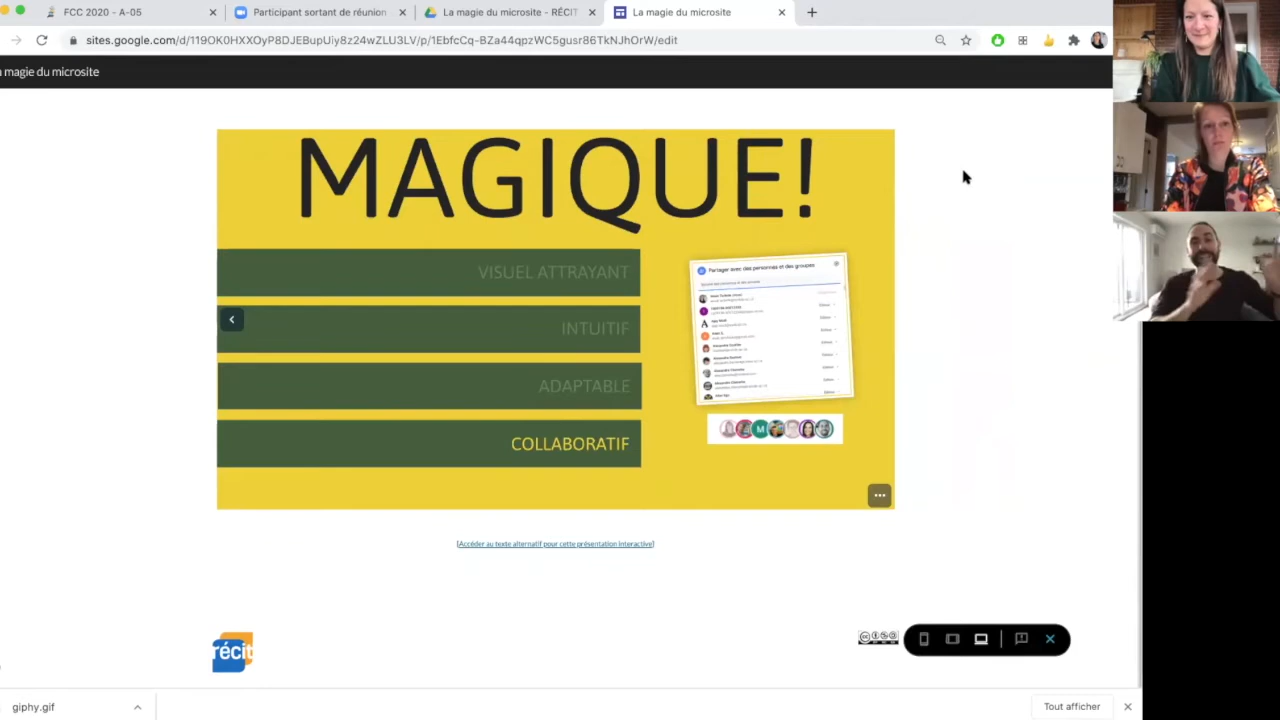 FCC 2020 - A-05
Participant sortant de réunion
La magie du microsite - RÉCIT
La magie du microsite
sites.google.com/d/119OK0HXXOyP8DJEBupUiy8z24wZLU3LV/p/1EbzCq-BZa44qpzWC5gusr86TkNJhOrW/edit
magie du microsite
MAGIQUE!
VISUEL ATTRAYANT
INTUITIF
ADAPTABLE
COLLABORATIF
Partager avec des personnes et des groupes
M
[Accéder au texte alternatif pour cette présentation interactive]
récit
giphy.gif
Tout afficher